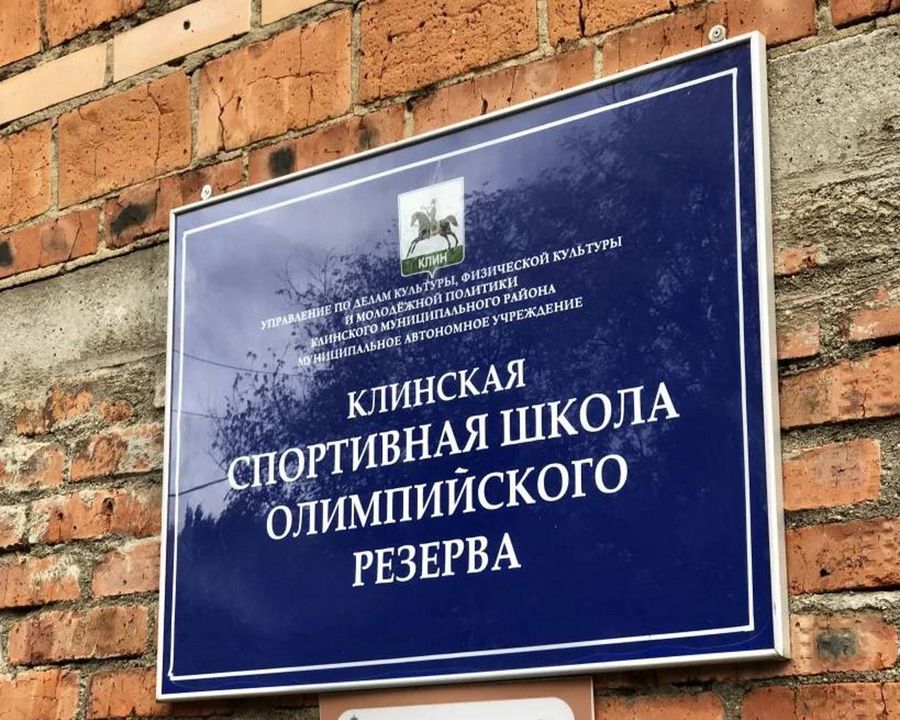 КЛИН
УПРАВЛЕНИЕ ПО ДЕЛАМ КУЛЬТУРЫ, ФИЗИЧЕСКОЙ КУЛЬТУРЫ
И МОЛОДЁЖНОЙ ПОЛИТИКИ
КЛИНСКОГО МУНИЦИПАЛЬНОГО РАЙОНА
МУНИЦИПАЛЬНОЕ АВТОНОМНОЕ УЧРЕЖДЕНИЕ
КЛИНСКАЯ
СПОРТИВНАЯ ШКОЛА
ОЛИМПИЙСКОГО
РЕЗЕРВА